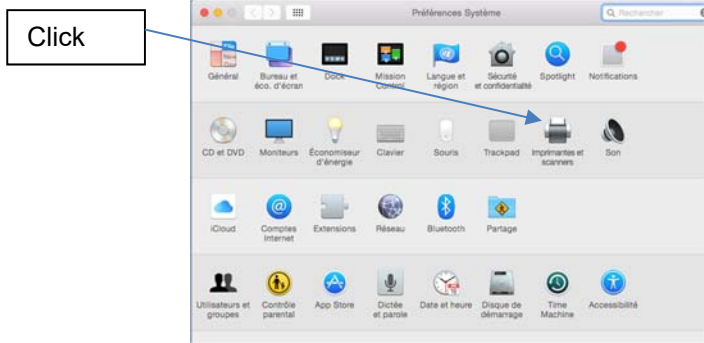 Click
Préférences Système
Rechercher
Général
Bureau et
éco. d'écran
Dock
Mission
Control
Langue et
région
Sécurité
et confidentialité
Spotlight
Notifications
CD et DVD
Moniteurs
Économiseur
d'énergie
Clavier
Souris
Trackpad
Imprimantes et
scanners
Son
iCloud
Comptes
Internet
Extensions
Réseau
Bluetooth
Partage
Utilisateurs et
groupes
Contrôle
parental
App Store
Dictée
et parole
Date et heure
Disque de
démarrage
Time
Machine
Accessibilité